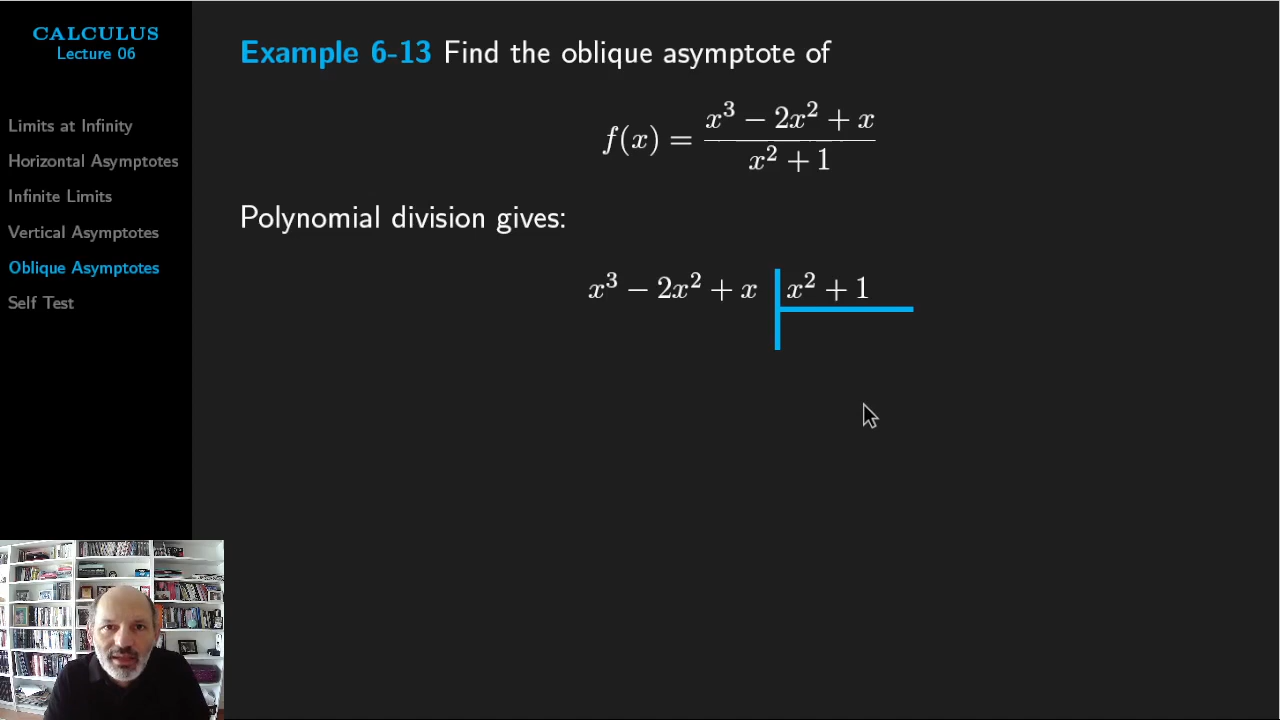 CALCULUS
Lecture 06
Limits at Infinity
Horizontal Asymptotes
Infinite Limits
Vertical Asymptotes
Oblique Asymptotes
Self Test
Example 6-13 Find the oblique asymptote of
f(x) = \frac{x^3 − 2x^2 + x}{x^2 + 1}
Polynomial division gives:
x^3 − 2x^2 + x | x^2 + 1